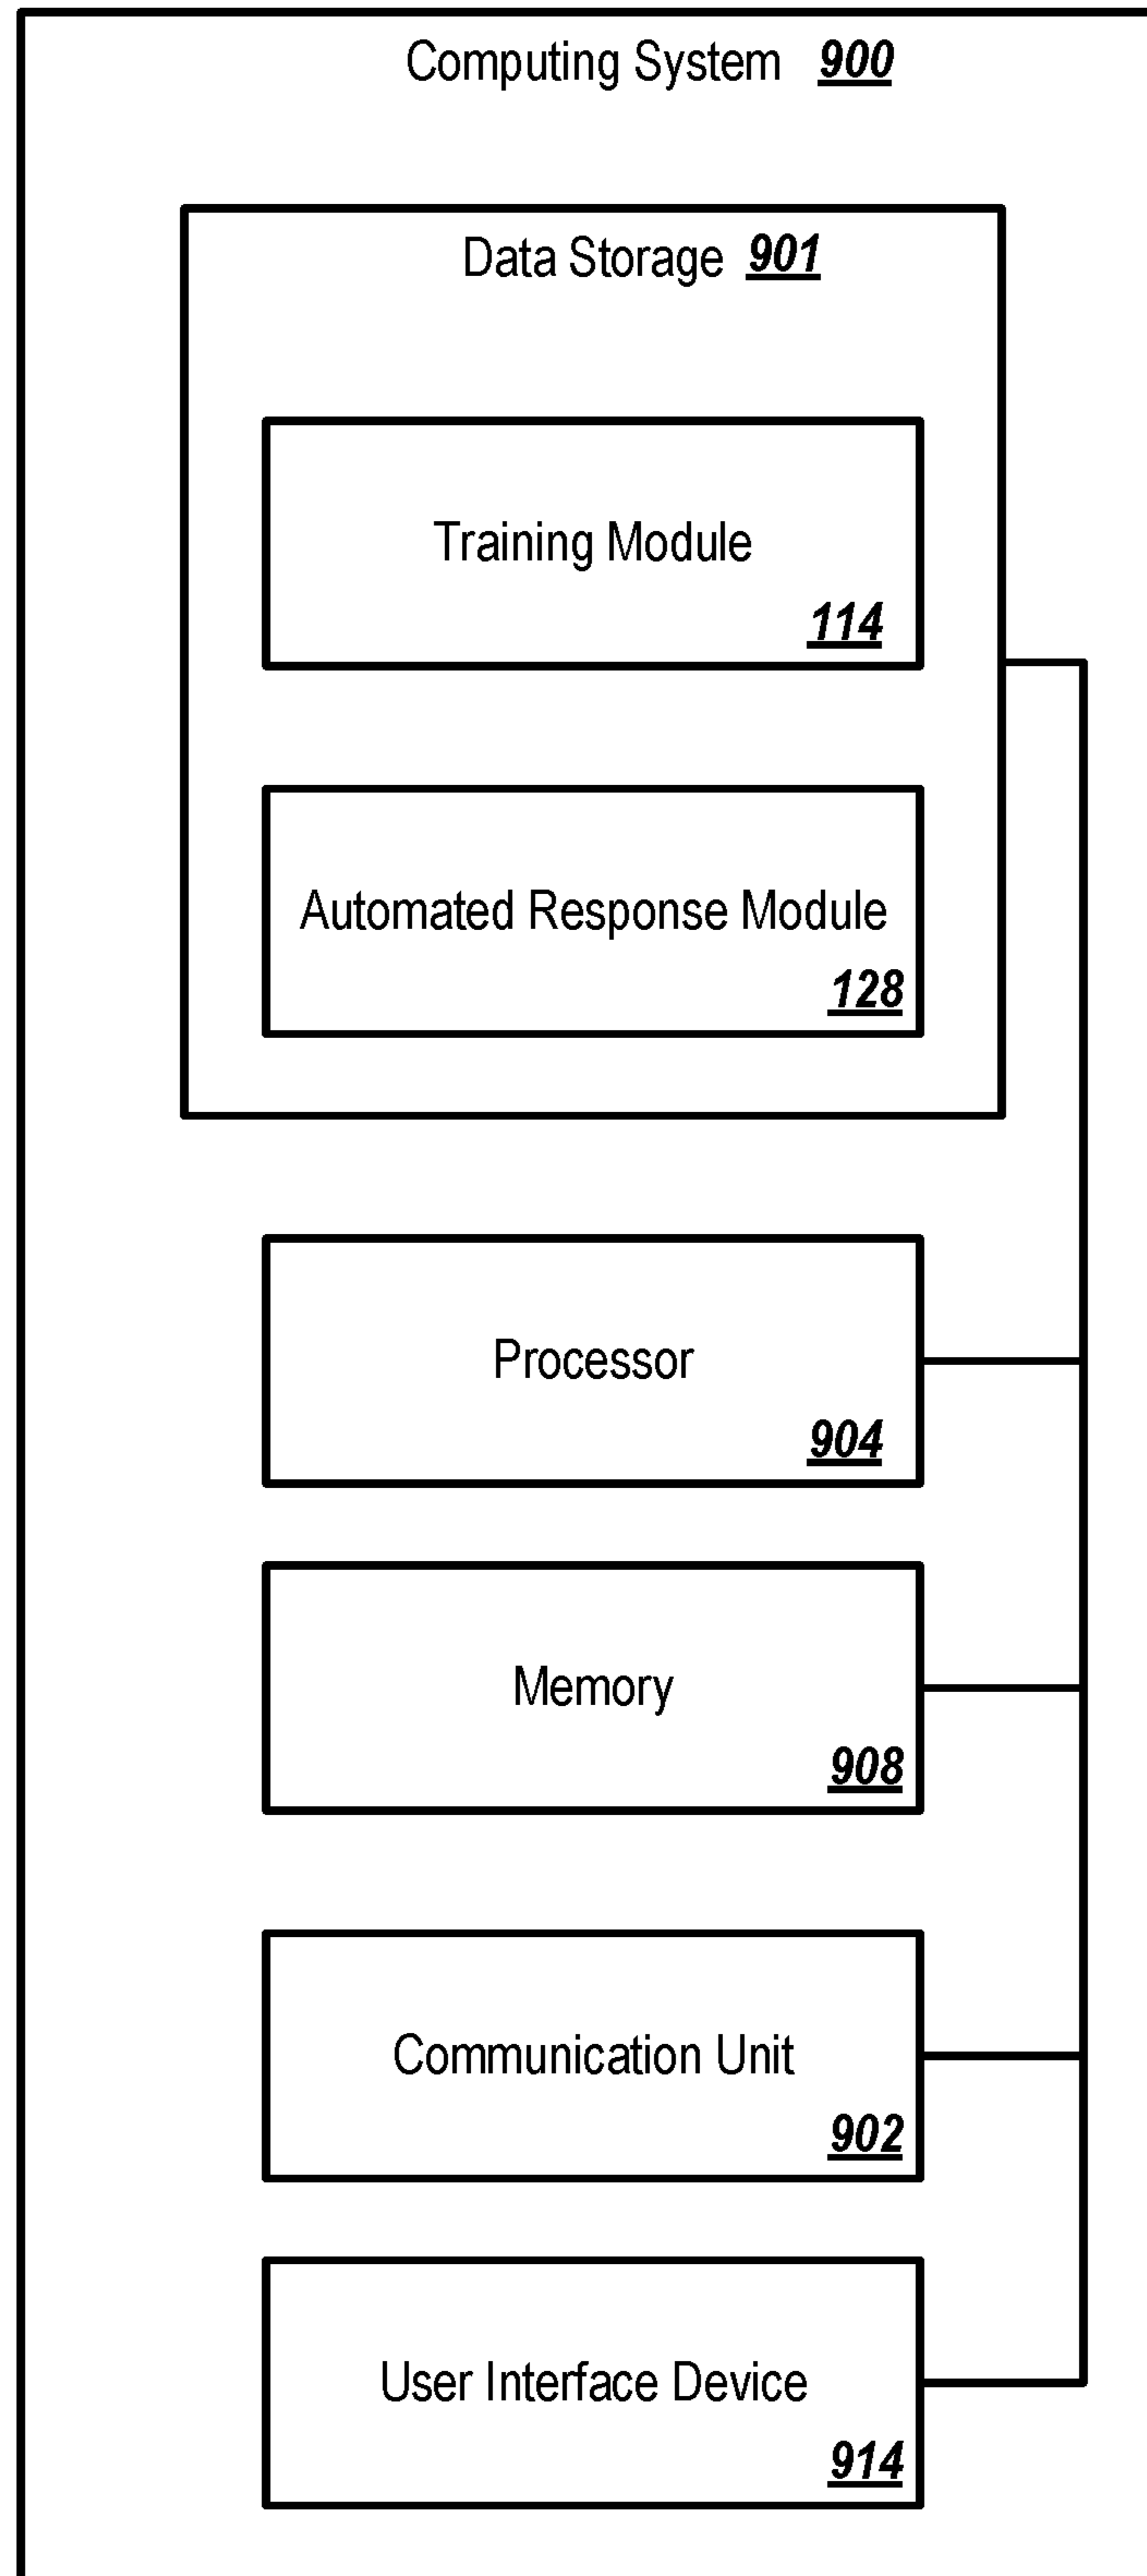 Computing System 900
Data Storage 901
Training Module
114
Automated Response Module
128
Processor
904
Memory
908
Communication Unit
902
User Interface Device
914